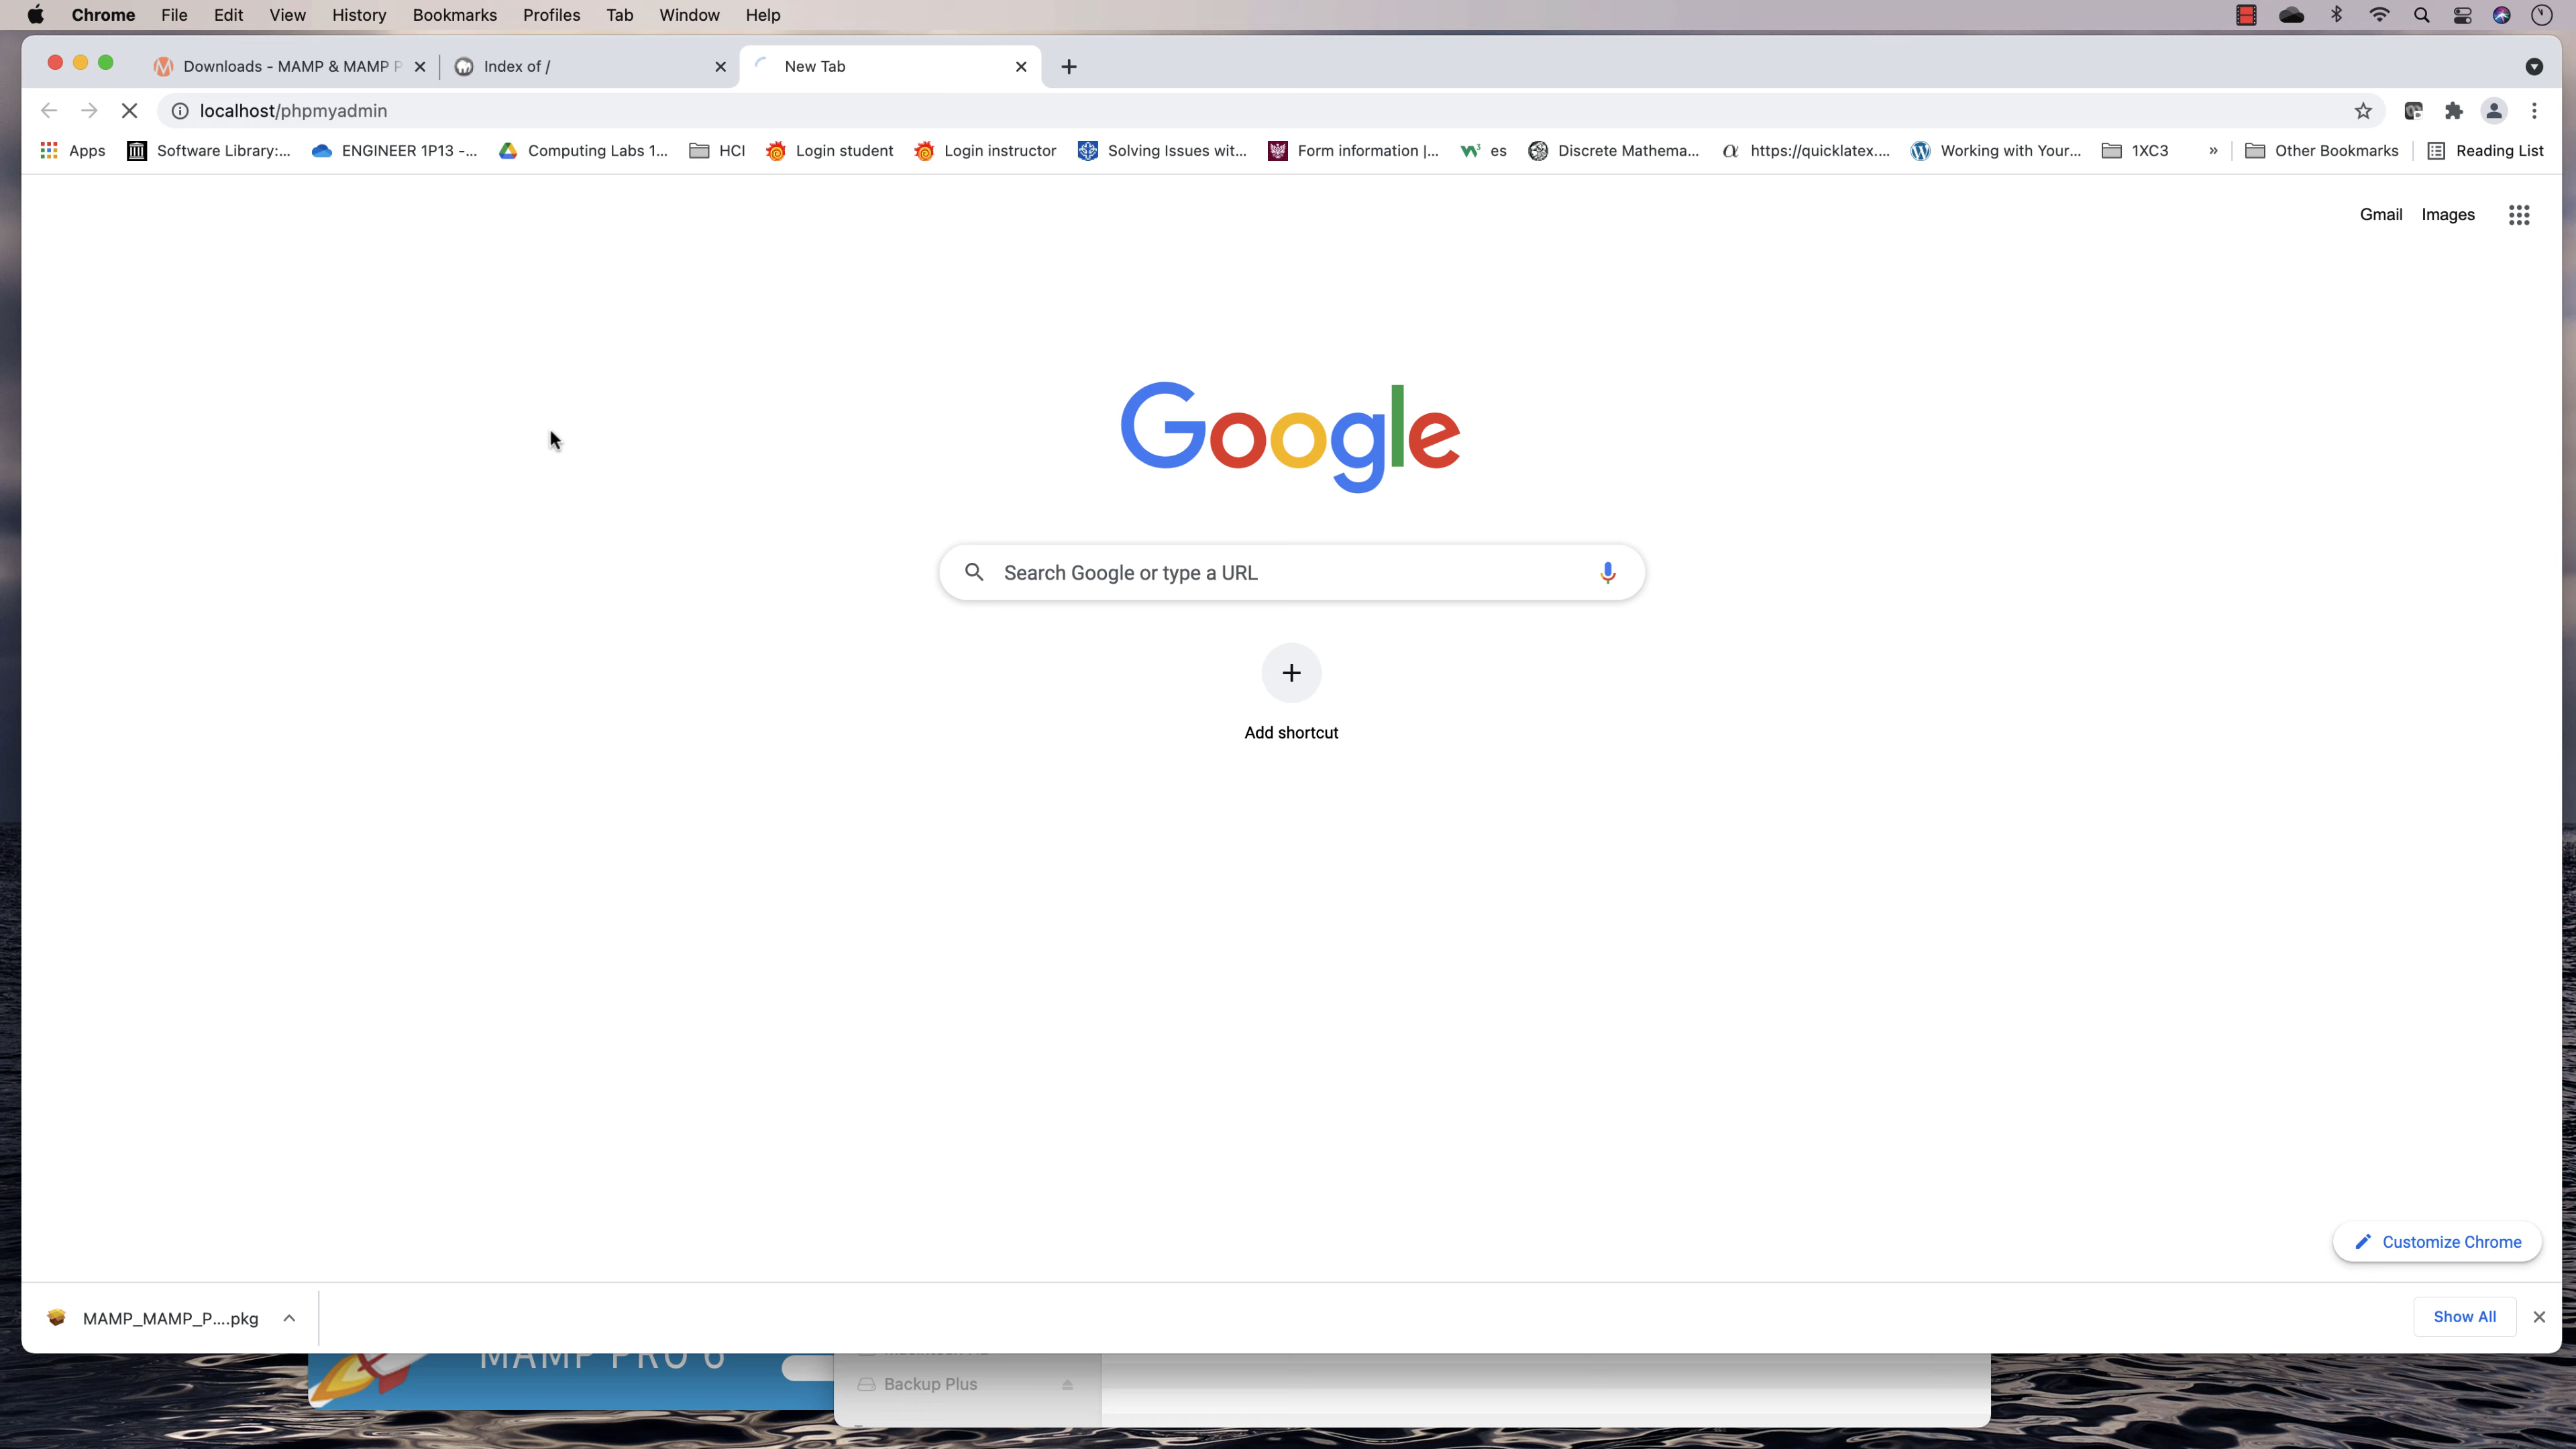 Chrome File Edit View History Bookmarks Profiles Tab Window Help
Downloads - MAMP & MAMP P
Index of /
New Tab
localhost/phpmyadmin
Apps Software Library:... ENGINEER 1P13 -... Computing Labs 1... HCI Login student Login instructor Solving Issues wit... Form information |... es Discrete Mathema... https://quicklatex.... Working with Your... 1XC3 » Other Bookmarks Reading List
Gmail Images
Google
Search Google or type a URL
Add shortcut
Customize Chrome
MAMP_MAMP_P....pkg
Show All
MAMP PRO 6
Backup Plus